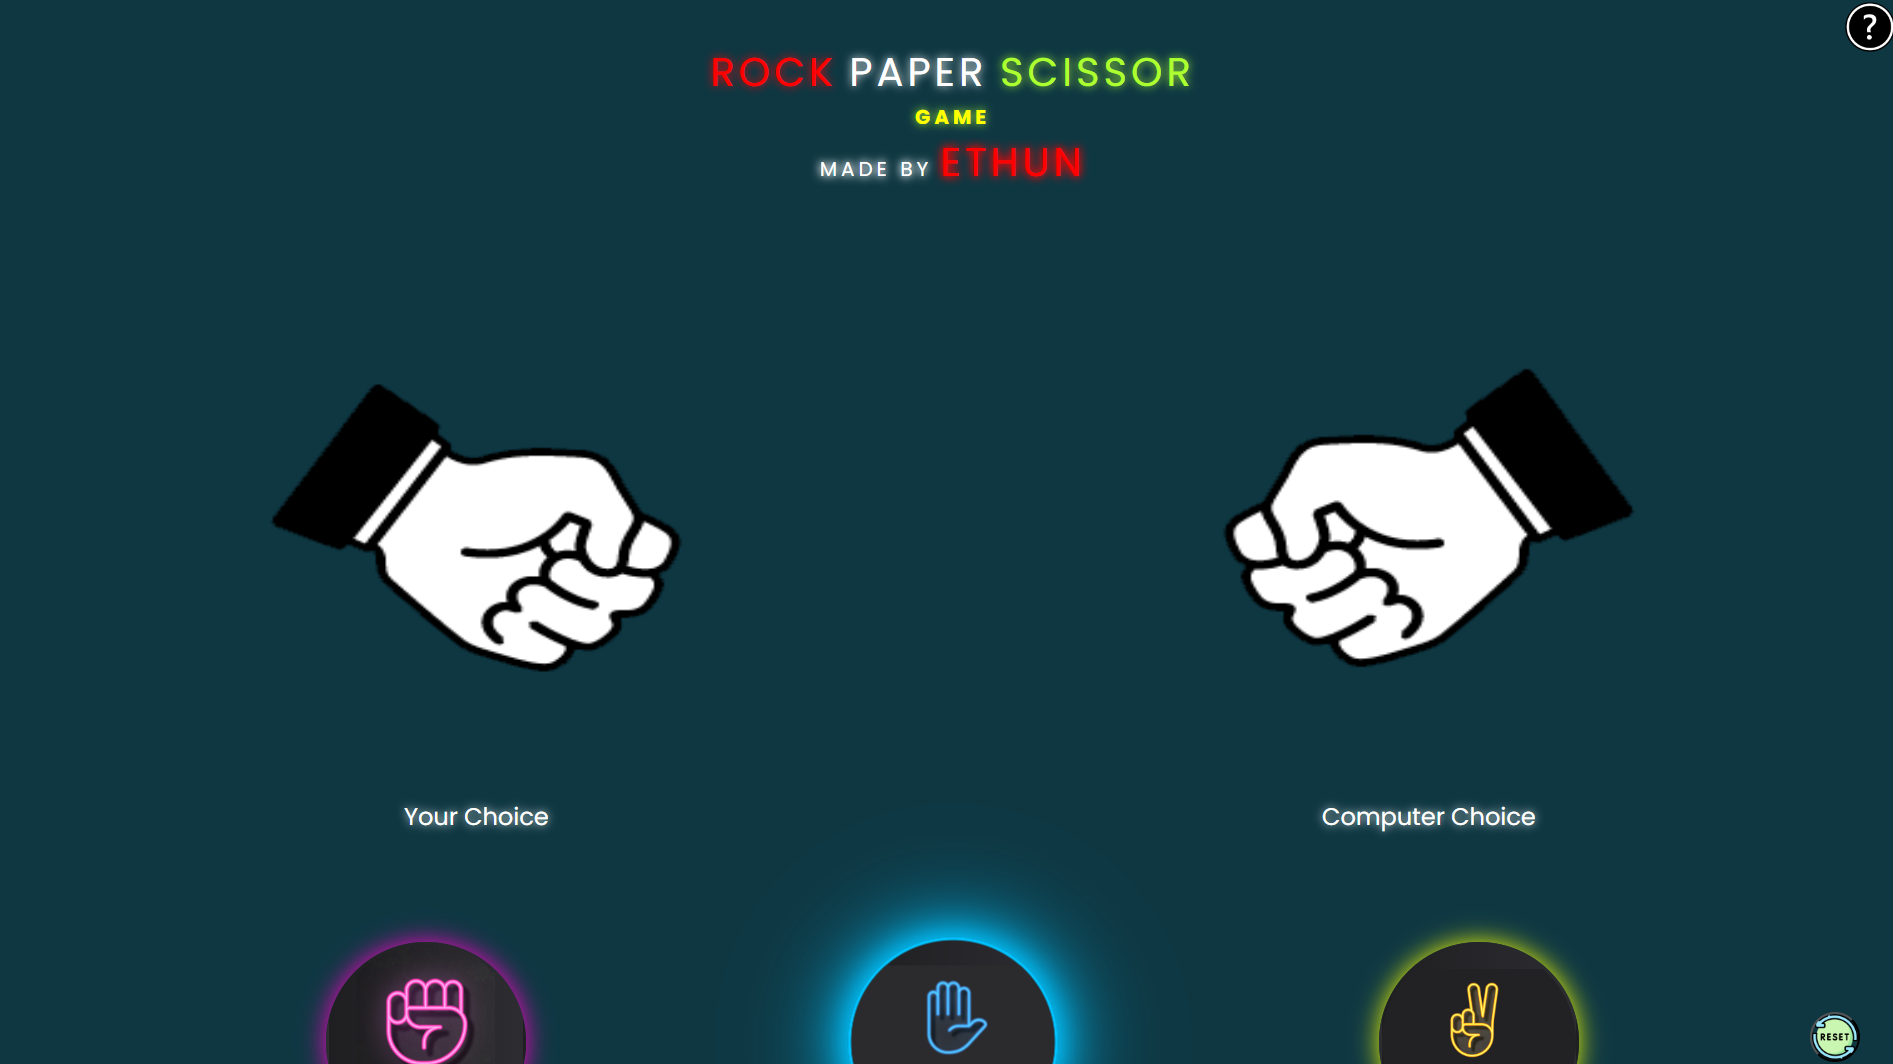 ?
ROCK PAPER SCISSOR
GAME
MADE BY ETHUN
Your Choice
Computer Choice
RESET